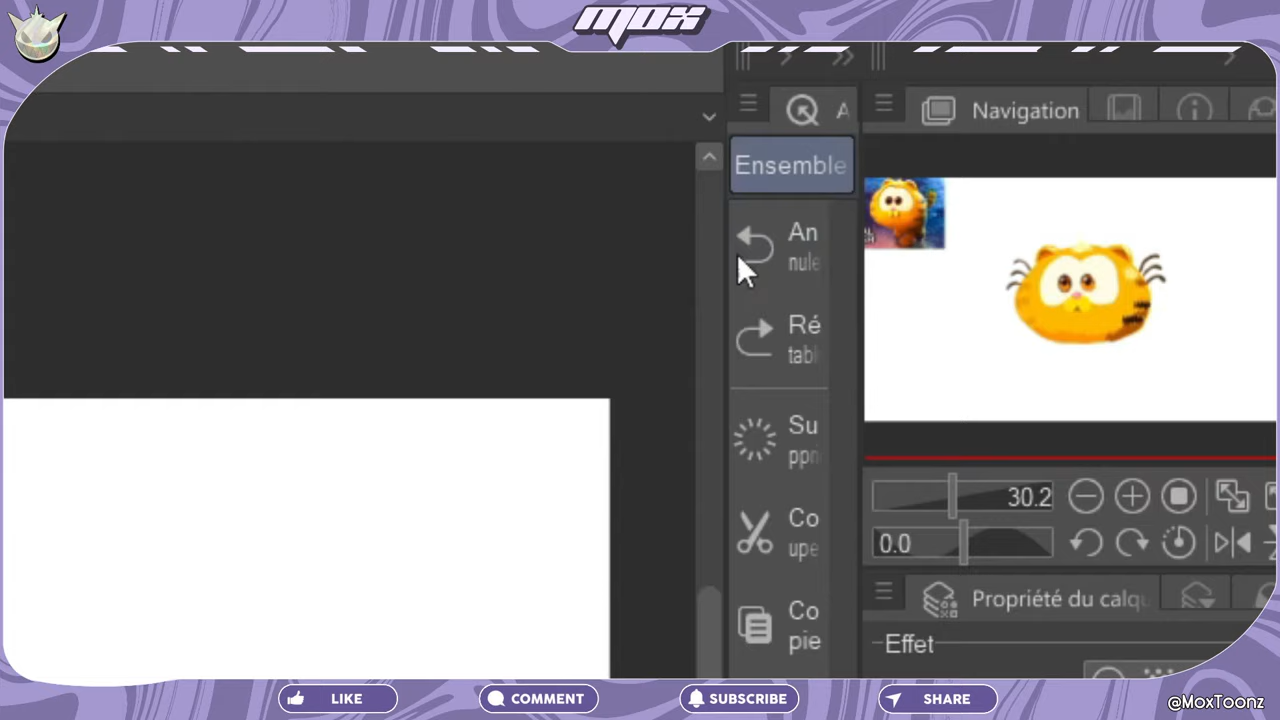 MOX
A
Navigation
Ensemble
An
nule
Ré
tabl
Su
ppri
Co
upe
Co
pie
30.2
0.0
Propriété du calqu
Effet
LIKE
COMMENT
SUBSCRIBE
SHARE
@MoxToonz